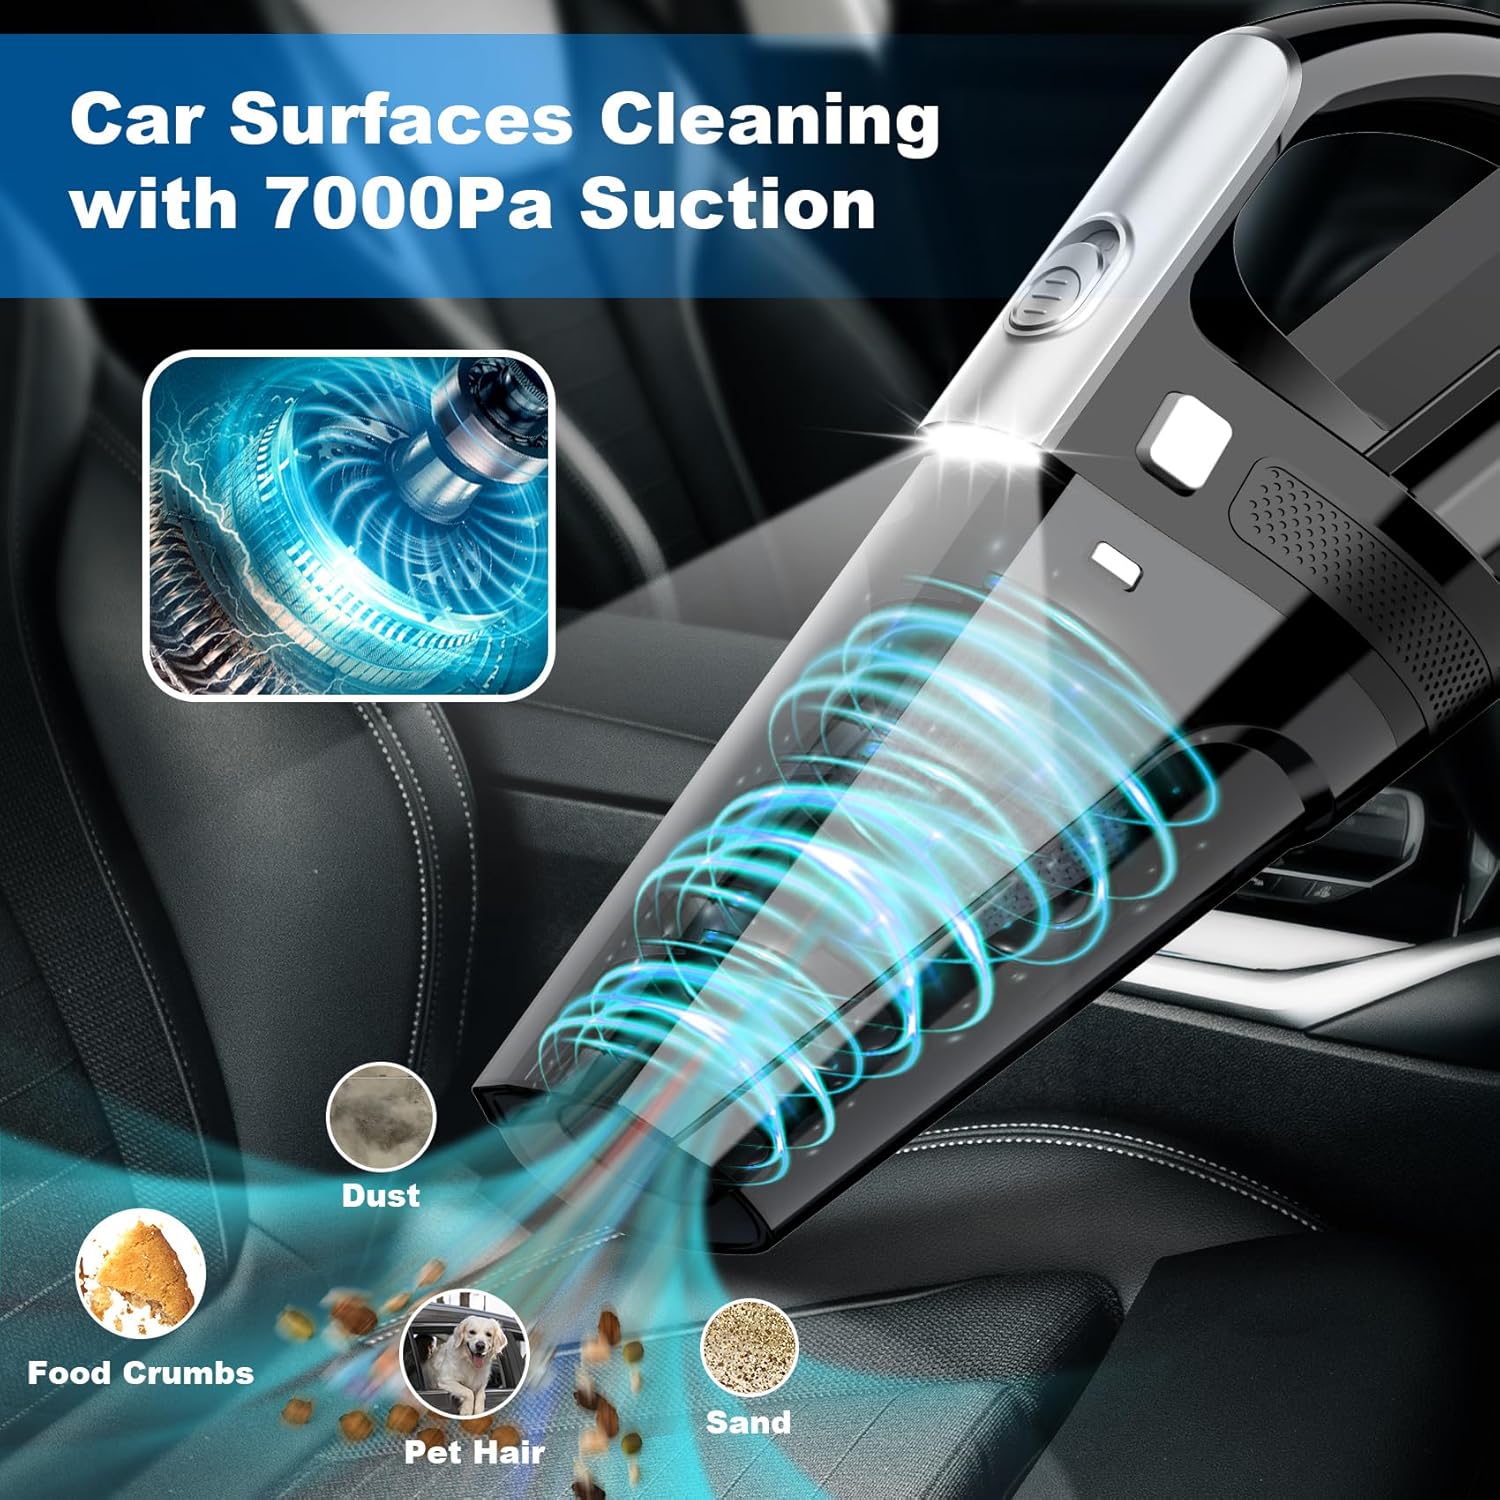 Car Surfaces Cleaning
with 7000Pa Suction
Dust
Food Crumbs
Pet Hair
Sand